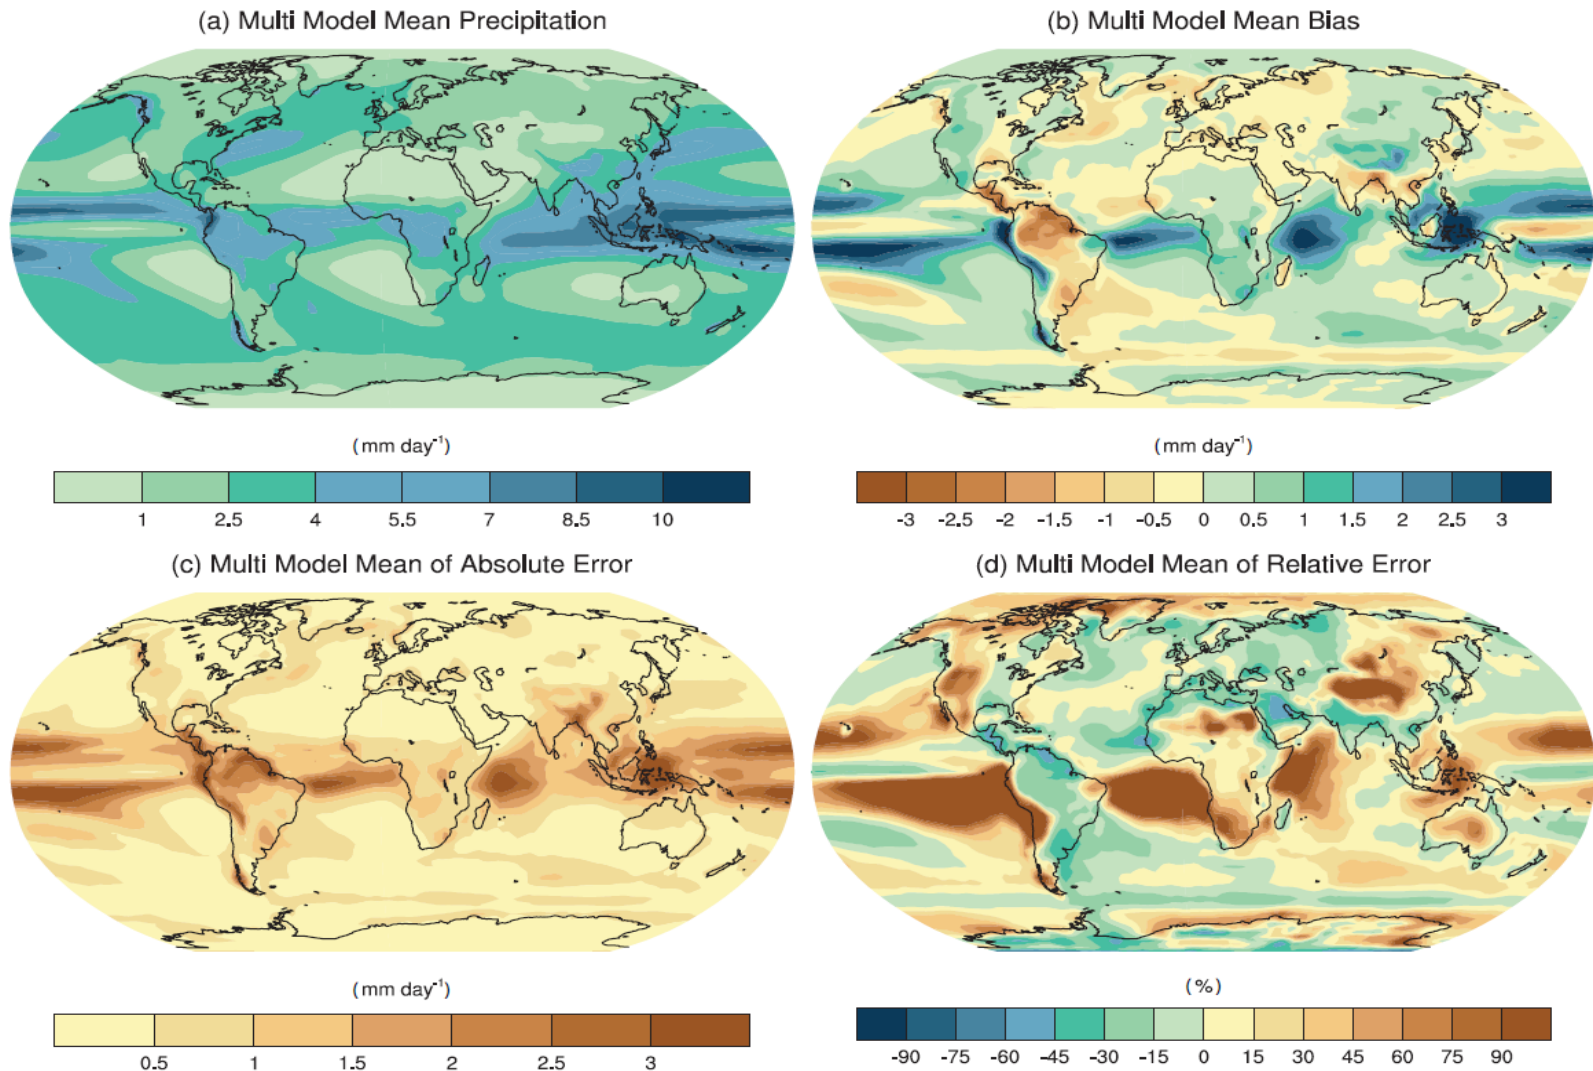 (a) Multi Model Mean Precipitation
(mm day⁻¹)
1 2.5 4 5.5 7 8.5 10
(b) Multi Model Mean Bias
(mm day⁻¹)
-3 -2.5 -2 -1.5 -1 -0.5 0 0.5 1 1.5 2 2.5 3
(c) Multi Model Mean of Absolute Error
(mm day⁻¹)
0.5 1 1.5 2 2.5 3
(d) Multi Model Mean of Relative Error
(%)
-90 -75 -60 -45 -30 -15 0 15 30 45 60 75 90